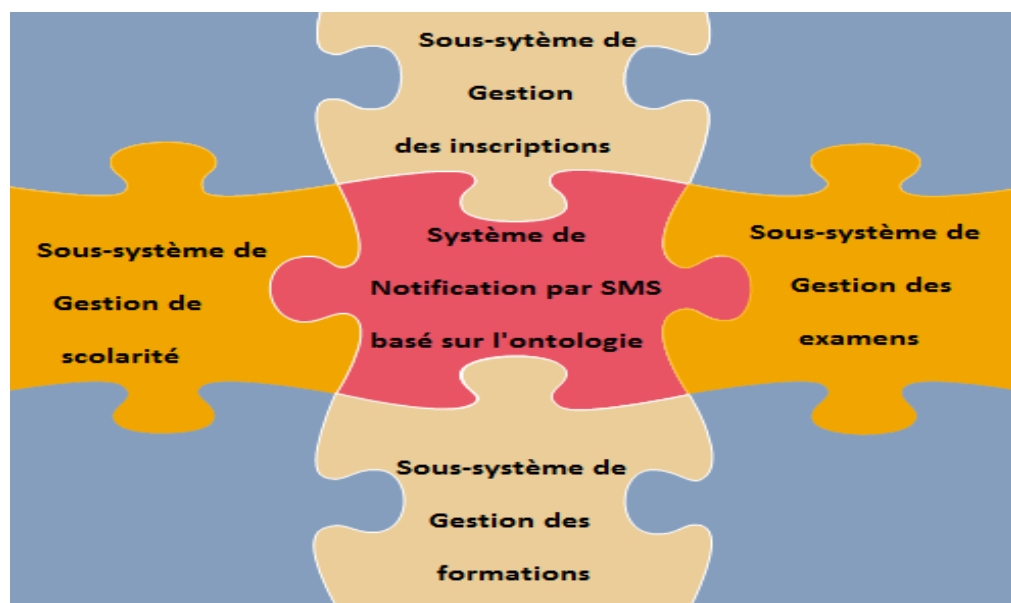 Sous-sytème de
Gestion
des inscriptions
Sous-système de
Gestion de
scolarité
Système de
Notification par SMS
basé sur l'ontologie
Sous-système de
Gestion des
examens
Sous-système de
Gestion des
formations